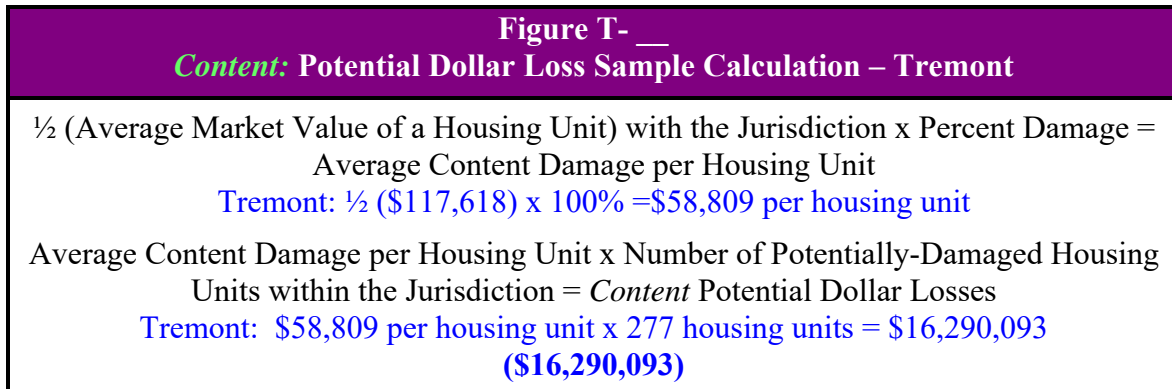 Figure T- __
Content: Potential Dollar Loss Sample Calculation – Tremont
½ (Average Market Value of a Housing Unit) with the Jurisdiction x Percent Damage =
Average Content Damage per Housing Unit
Tremont: ½ ($117,618) x 100% =$58,809 per housing unit
Average Content Damage per Housing Unit x Number of Potentially-Damaged Housing
Units within the Jurisdiction = Content Potential Dollar Losses
Tremont:  $58,809 per housing unit x 277 housing units = $16,290,093
($16,290,093)